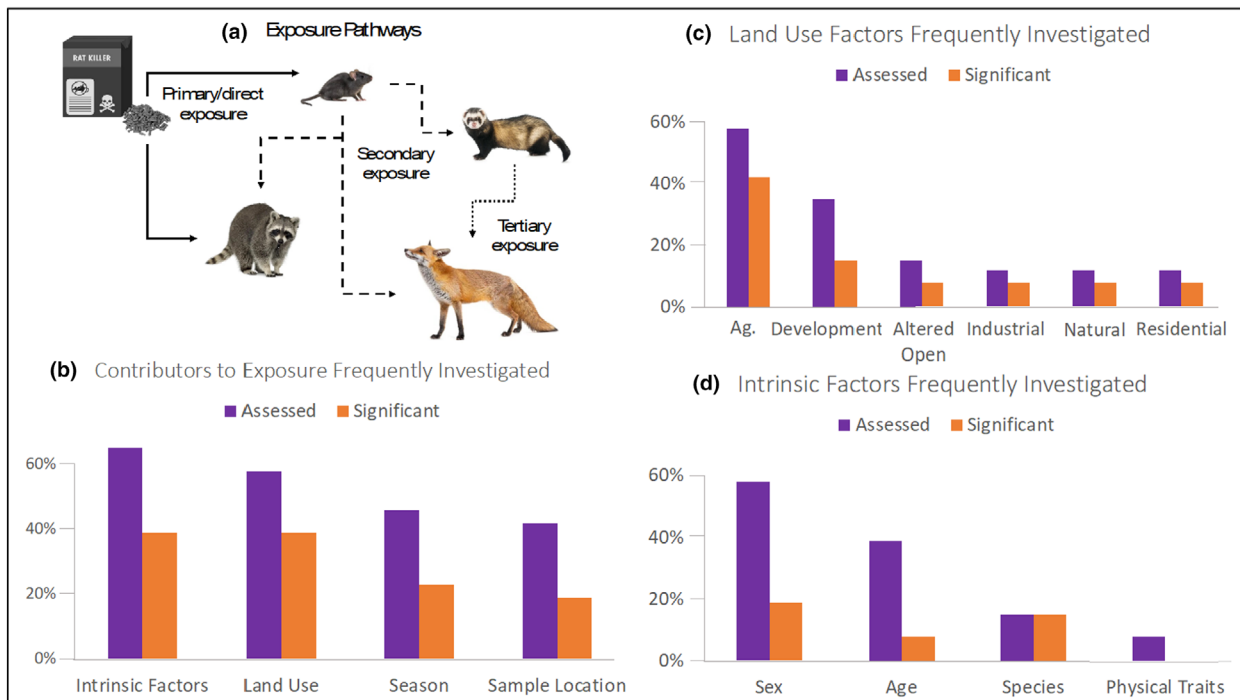 (a) Exposure Pathways
RAT KILLER
Primary/direct
exposure
Secondary
exposure
Tertiary
exposure
(b) Contributors to Exposure Frequently Investigated
Assessed Significant
60%
40%
20%
0%
Intrinsic Factors Land Use Season Sample Location
(c) Land Use Factors Frequently Investigated
Assessed Significant
60%
40%
20%
0%
Ag. Development Altered Industrial Natural Residential
Open
(d) Intrinsic Factors Frequently Investigated
Assessed Significant
60%
40%
20%
0%
Sex Age Species Physical Traits